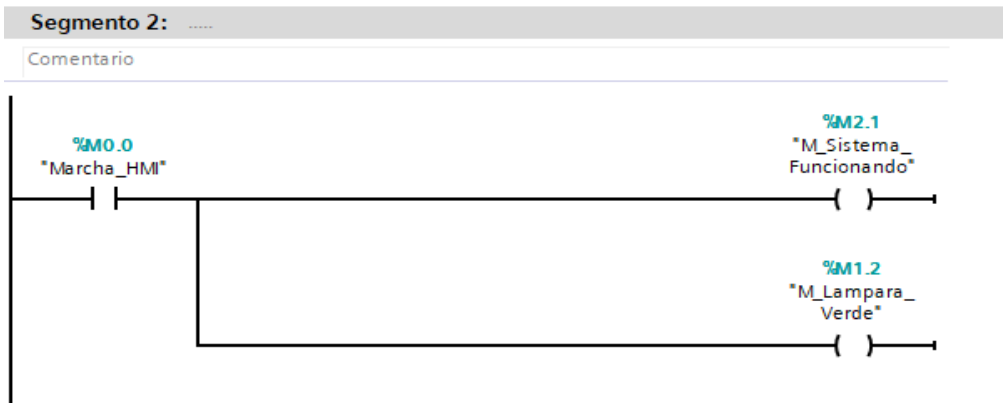 Segmento 2: .....
Comentario
%M0.0
"Marcha_HMI"
%M2.1
"M_Sistema_
Funcionando"
%M1.2
"M_Lampara_
Verde"